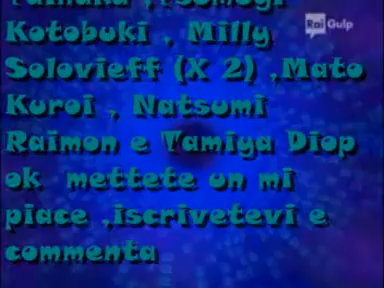 Kotobuki , Milly
Rai Gulp
Solovieff (X 2) ,Mato
Kuroi , Natsumi
Raimon e Tamiya Diop
ok mettete un mi
piace ,iscrivetevi e
commenta